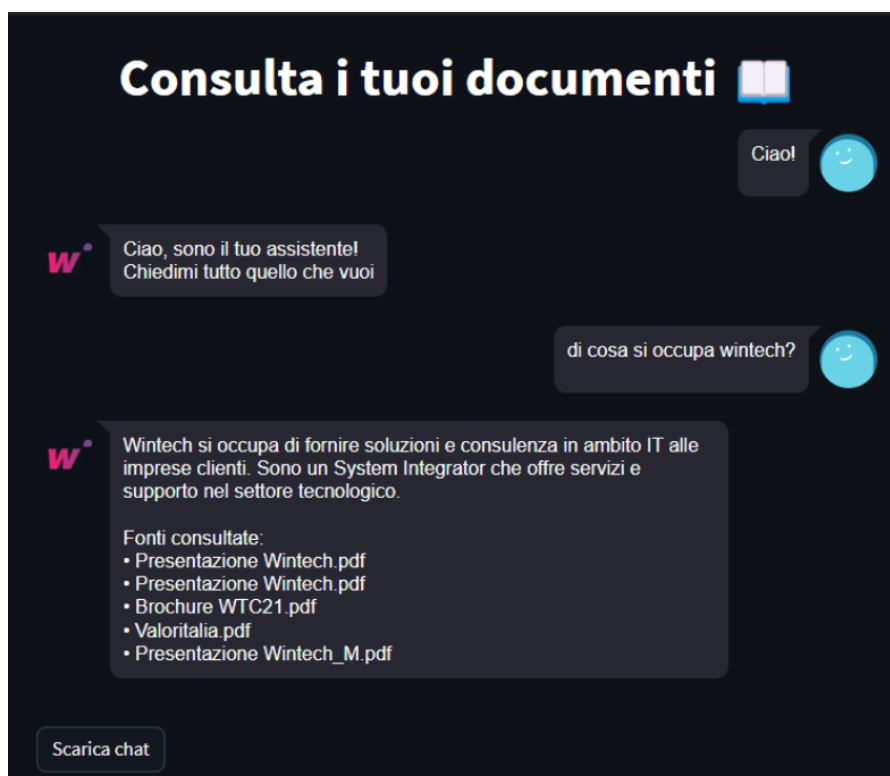 Consulta i tuoi documenti
Ciao!
Ciao, sono il tuo assistente!
Chiedimi tutto quello che vuoi
di cosa si occupa wintech?
Wintech si occupa di fornire soluzioni e consulenza in ambito IT alle
imprese clienti. Sono un System Integrator che offre servizi e
supporto nel settore tecnologico.
Fonti consultate:
• Presentazione Wintech.pdf
• Presentazione Wintech.pdf
• Brochure WTC21.pdf
• Valoritalia.pdf
• Presentazione Wintech_M.pdf
Scarica chat